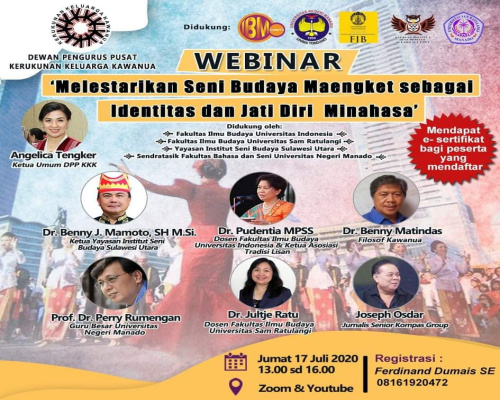 Didukung:
IBM
FIB
DEWAN PENGURUS PUSAT
KERUKUNAN KELUARGA KAWANUA
WEBINAR
'Melestarikan Seni Budaya Maengket sebagai
Identitas dan Jati Diri Minahasa'
Didukung oleh:
Fakultas Ilmu Budaya Universitas Indonesia
Fakultas Ilmu Budaya Universitas Sam Ratulangi
Yayasan Institut Seni Budaya Sulawesi Utara
Sendratasik Fakultas Bahasa dan Seni Universitas Negeri Manado
Mendapat
e- sertifikat
bagi peserta
yang
mendaftar
Angelica Tengker
Ketua Umum DPP KKK
Dr. Benny J. Mamoto, SH M.Si.
Ketua Yayasan Institut Seni
Budaya Sulawesi Utara
Dr. Pudentia MPSS
Dosen Fakultas Ilmu Budaya
Universitas Indonesia & Ketua Asosiasi
Tradisi Lisan
Dr. Benny Matindas
Filosof Kawanua
Prof. Dr. Perry Rumengan
Guru Besar Universitas
Negeri Manado
Dr. Jultje Ratu
Dosen Fakultas Ilmu Budaya
Universitas Sam Ratulangi
Joseph Osdar
Jurnalis Senior Kompas Group
Jumat 17 Juli 2020
13.00 sd 16.00
Zoom & Youtube
Registrasi :
Ferdinand Dumais SE
08161920472